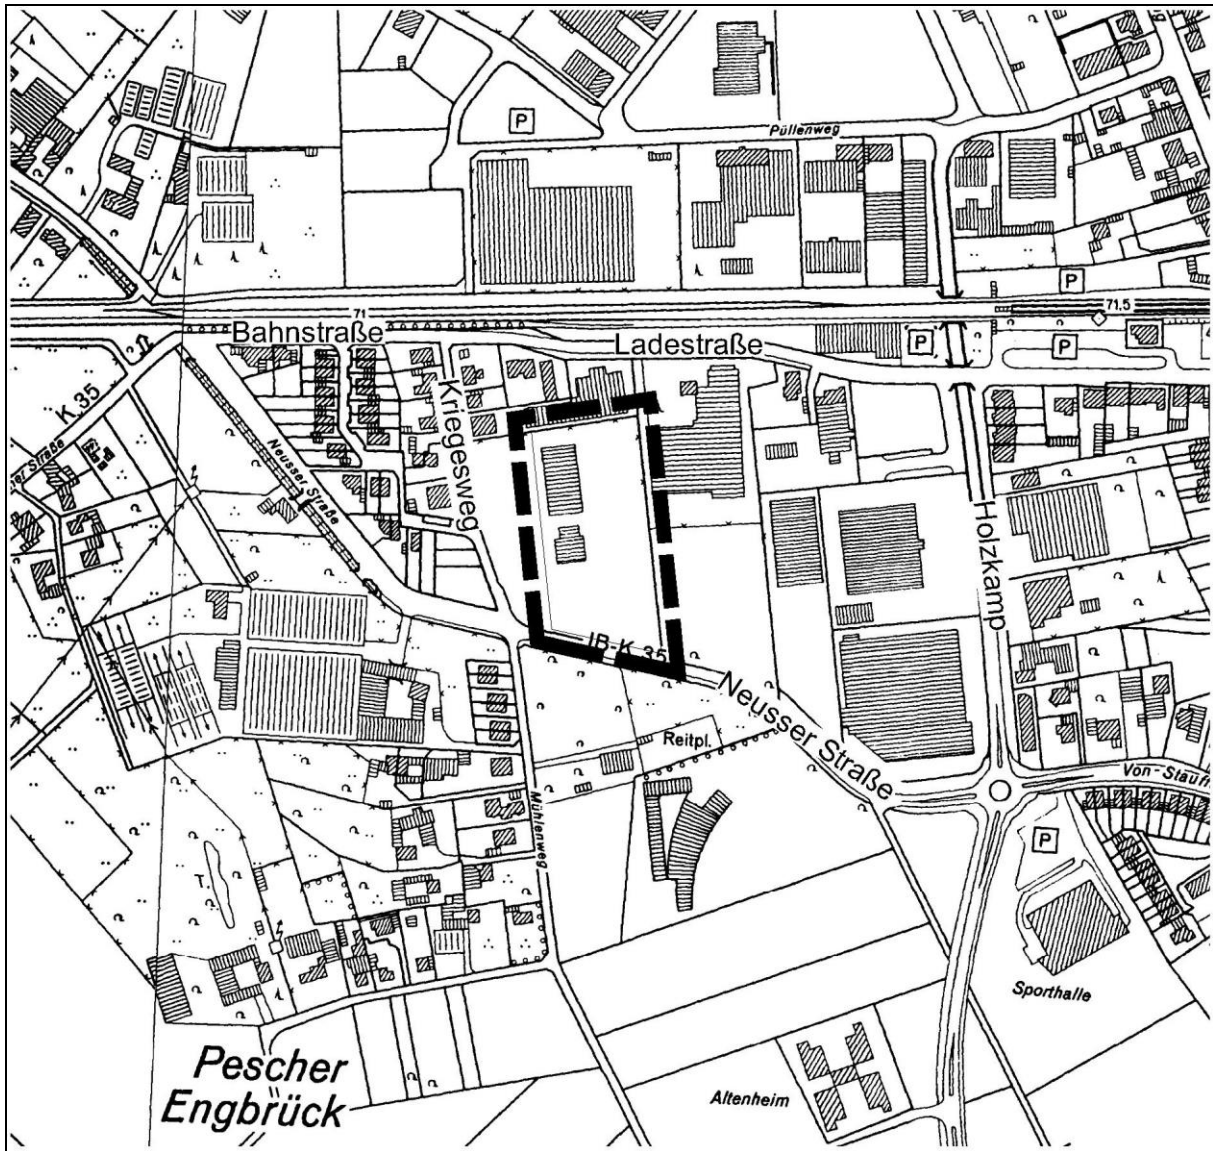 P
Püllenweg
P
71
71.5
Bahnstraße
Ladestraße
P
P
K 35
Kriegesweg
Neusser Straße
Holzkamp
IB-K 35
Neusser Straße
Reitpl.
Von-Stauff
Mühlenweg
P
T.
Sporthalle
Pescher
Engbrück
Altenheim